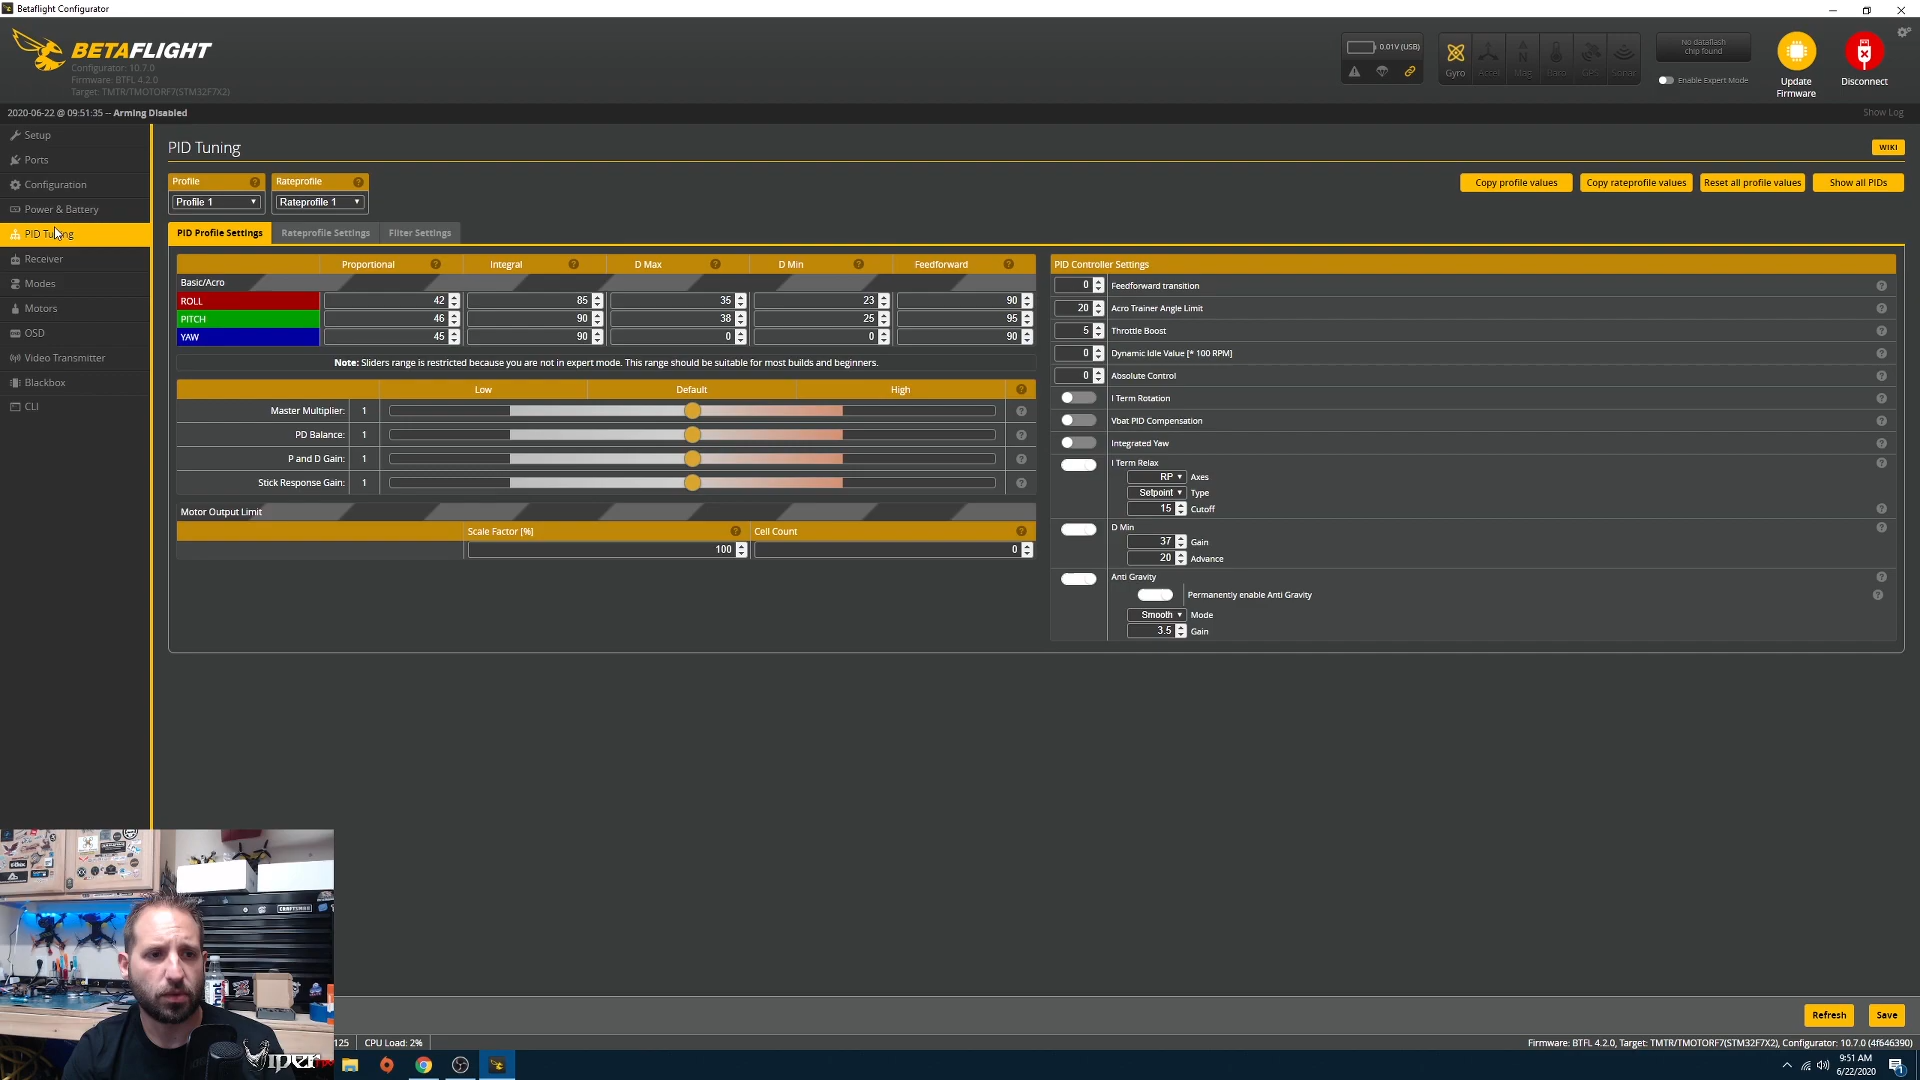 Betaflight Configurator
BETAFLIGHT
Configurator: 10.7.0
Firmware: BTFL 4.2.0
Target: TMTR/TMOTORF7(STM32F7X2)
0.01V (USB)
Gyro
Accel
Mag
Baro
GPS
Sonar
No dataflash
chip found
Enable Expert Mode
Update
Firmware
Disconnect
2020-06-22 @ 09:51:35 -- Arming Disabled
Show Log
Setup
Ports
Configuration
Power & Battery
PID Tuning
Receiver
Modes
Motors
OSD
Video Transmitter
Blackbox
CLI
PID Tuning
WIKI
Profile
Rateprofile
Profile 1
Rateprofile 1
Copy profile values
Copy rateprofile values
Reset all profile values
Show all PIDs
PID Profile Settings
Rateprofile Settings
Filter Settings
Proportional Integral D Max D Min Feedforward
Basic/Acro
ROLL 42 85 35 23 90
PITCH 46 90 38 25 95
YAW 45 90 0 0 90
Note: Sliders range is restricted because you are not in expert mode. This range should be suitable for most builds and beginners.
Low Default High
Master Multiplier: 1
PD Balance: 1
P and D Gain: 1
Stick Response Gain: 1
Motor Output Limit
Scale Factor [%] Cell Count
100 0
PID Controller Settings
0 Feedforward transition
20 Acro Trainer Angle Limit
5 Throttle Boost
0 Dynamic Idle Value [* 100 RPM]
0 Absolute Control
I Term Rotation
Vbat PID Compensation
Integrated Yaw
I Term Relax
RP Axes
Setpoint Type
15 Cutoff
D Min
37 Gain
20 Advance
Anti Gravity
Permanently enable Anti Gravity
Smooth Mode
3.5 Gain
CRAFTSMAN
mint
Viper
Refresh
Save
125
CPU Load: 2%
Firmware: BTFL 4.2.0, Target: TMTR/TMOTORF7(STM32F7X2), Configurator: 10.7.0 (4f646390)
9:51 AM
6/22/2020
1